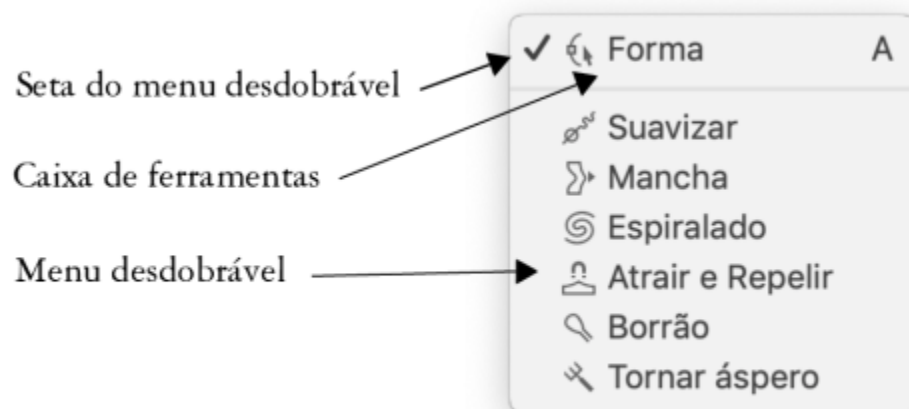 Forma A
Seta do menu desdobrável
Suavizar
Caixa de ferramentas
Mancha
Espiralado
Menu desdobrável
Atrair e Repelir
Borrão
Tornar áspero